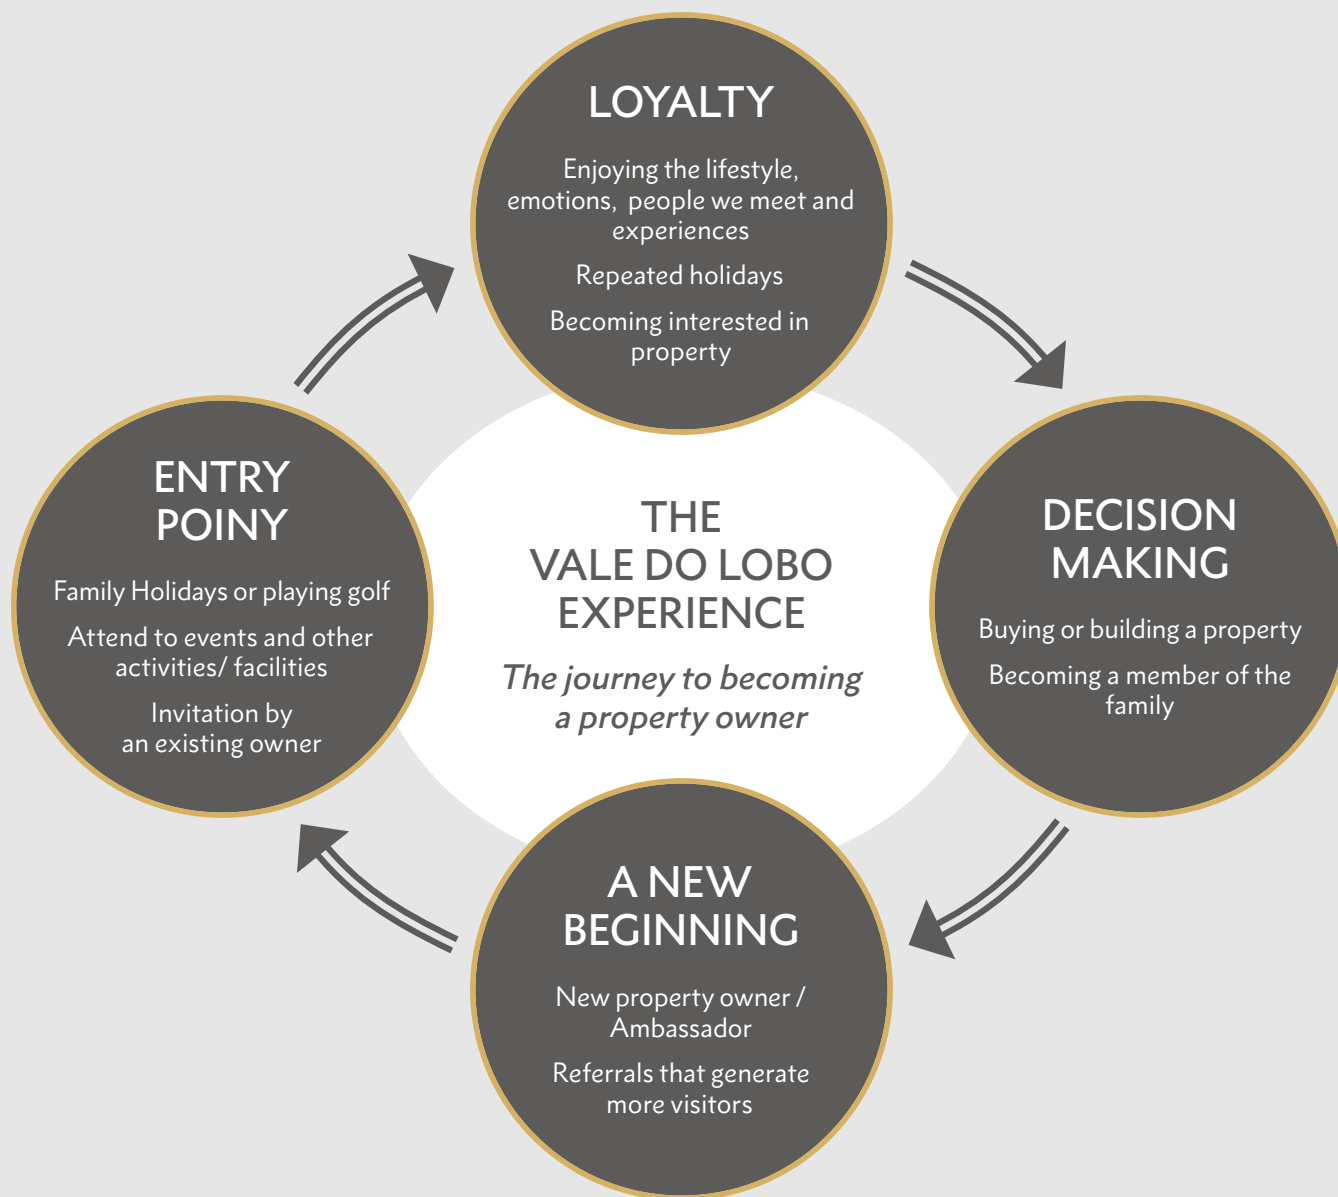 LOYALTY
Enjoying the lifestyle,
emotions, people we meet and
experiences
Repeated holidays
Becoming interested in
property
ENTRY
POINY
Family Holidays or playing golf
Attend to events and other
activities/ facilities
Invitation by
an existing owner
THE
VALE DO LOBO
EXPERIENCE
The journey to becoming
a property owner
DECISION
MAKING
Buying or building a property
Becoming a member of the
family
A NEW
BEGINNING
New property owner /
Ambassador
Referrals that generate
more visitors